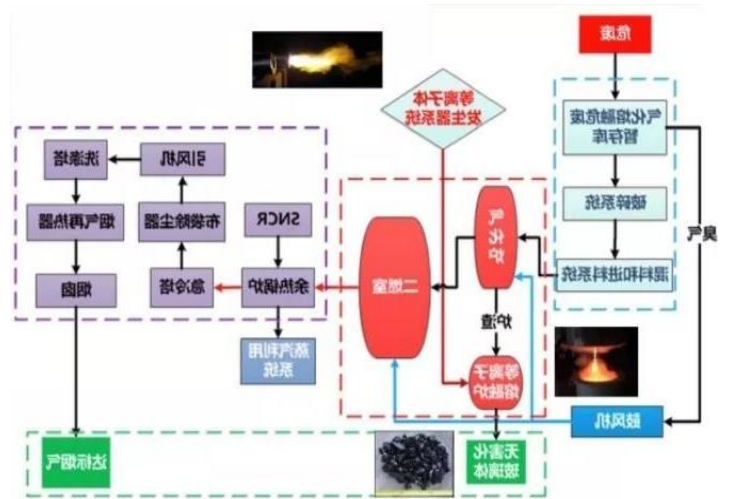 危废
等离子体
发生器系统
气化熔融危废
暂存库
洗涤塔
引风机
破碎系统
SNCR
布袋除尘器
烟气再热器
气化炉
臭气
二燃室
混料和进料系统
余热锅炉
急冷塔
烟囱
炉渣
蒸汽利用
系统
等离子
熔融炉
鼓风机
无害化
玻璃体
达标烟气